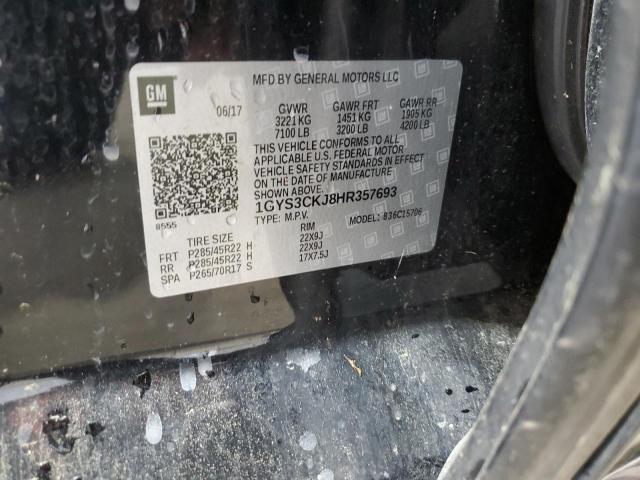 GM
MFD BY GENERAL MOTORS LLC
06/17
GVWR GAWR FRT GAWR RR
3221 KG 1451 KG 1905 KG
7100 LB 3200 LB 4200 LB
THIS VEHICLE CONFORMS TO ALL
APPLICABLE U.S. FEDERAL MOTOR
VEHICLE SAFETY STANDARDS IN EFFECT
ON THE DATE OF MANUFACTURE
SHOWN ABOVE.
1GYS3CKJ8HR357693
TYPE: M.P.V. MODEL: 836C15706
8555
TIRE SIZE RIM
FRT P285/45R22 H 22X9J
RR P285/45R22 H 22X9J
SPA P265/70R17 S 17X7.5J